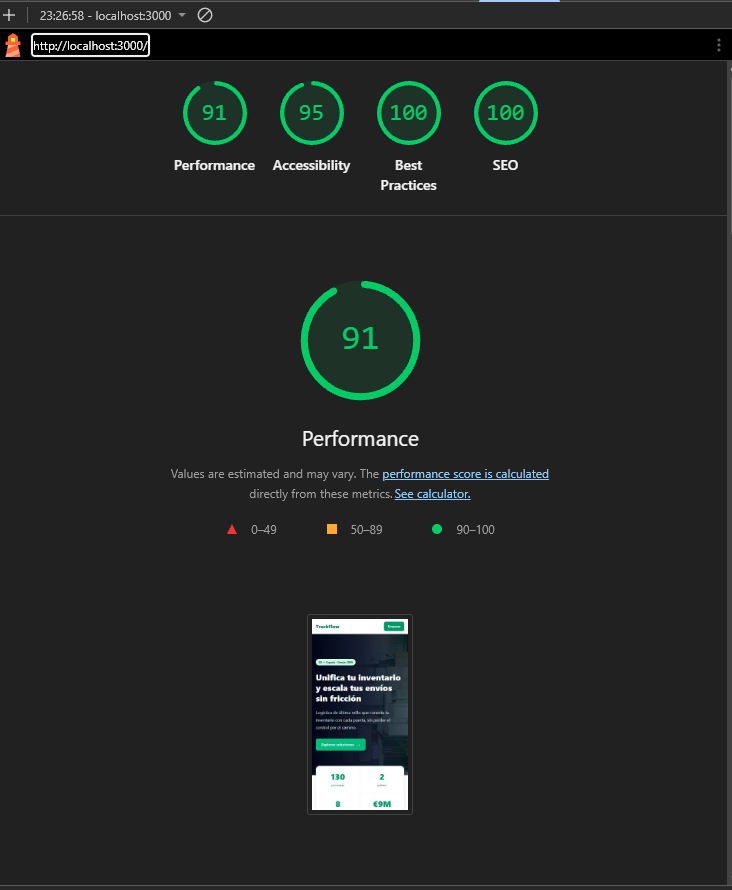 23:26:58 - localhost:3000
http://localhost:3000/
91
95
100
100
Performance
Accessibility
Best
Practices
SEO
91
Performance
Values are estimated and may vary. The performance score is calculated
directly from these metrics. See calculator.
0–49
50–89
90–100
TrackFlow
Unifica tu inventario
y escala tus envíos
sin fricción
130
2
8
€9M